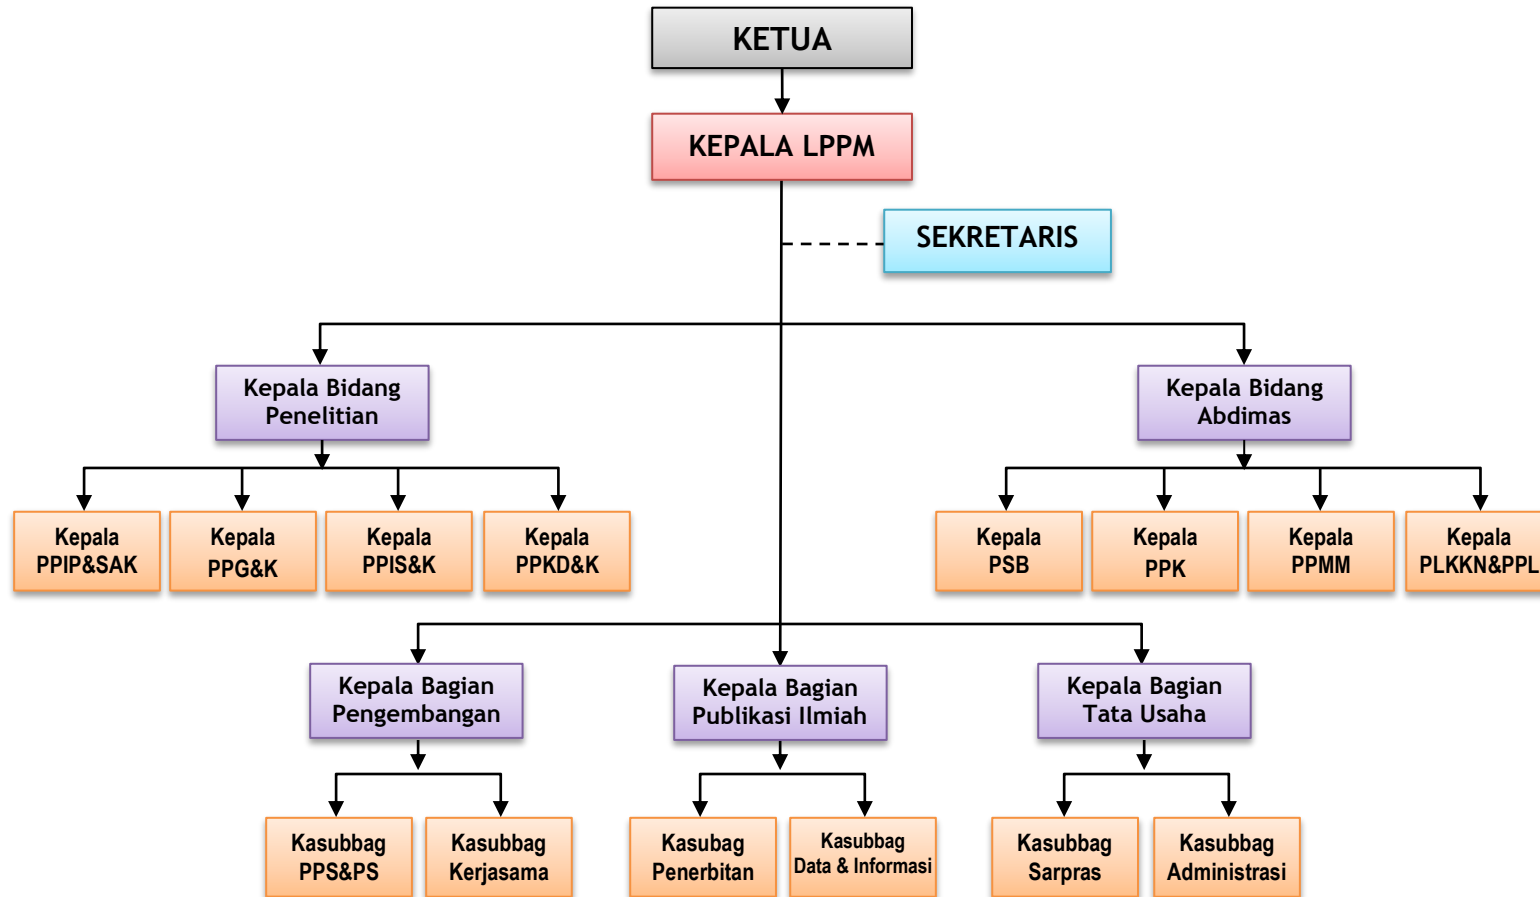 KETUA
KEPALA LPPM
SEKRETARIS
Kepala Bidang
Penelitian
Kepala Bidang
Abdimas
Kepala
PPIP&SAK
Kepala
PPG&K
Kepala
PPIS&K
Kepala
PPKD&K
Kepala
PSB
Kepala
PPK
Kepala
PPMM
Kepala
PLKKN&PPL
Kepala Bagian
Pengembangan
Kepala Bagian
Publikasi Ilmiah
Kepala Bagian
Tata Usaha
Kasubbag
PPS&PS
Kasubbag
Kerjasama
Kasubag
Penerbitan
Kasubbag
Data & Informasi
Kasubbag
Sarpras
Kasubbag
Administrasi